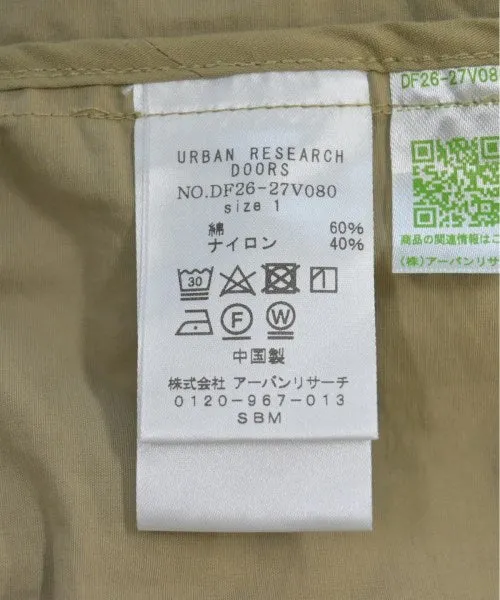 URBAN RESEARCH
DOORS
NO.DF26-27V080
size 1
綿 60%
ナイロン 40%
30
F W
中国製
株式会社 アーバンリサーチ
0120-967-013
SBM
DF26-27V080
商品の関連情報はこ
(株)アーバンリサ